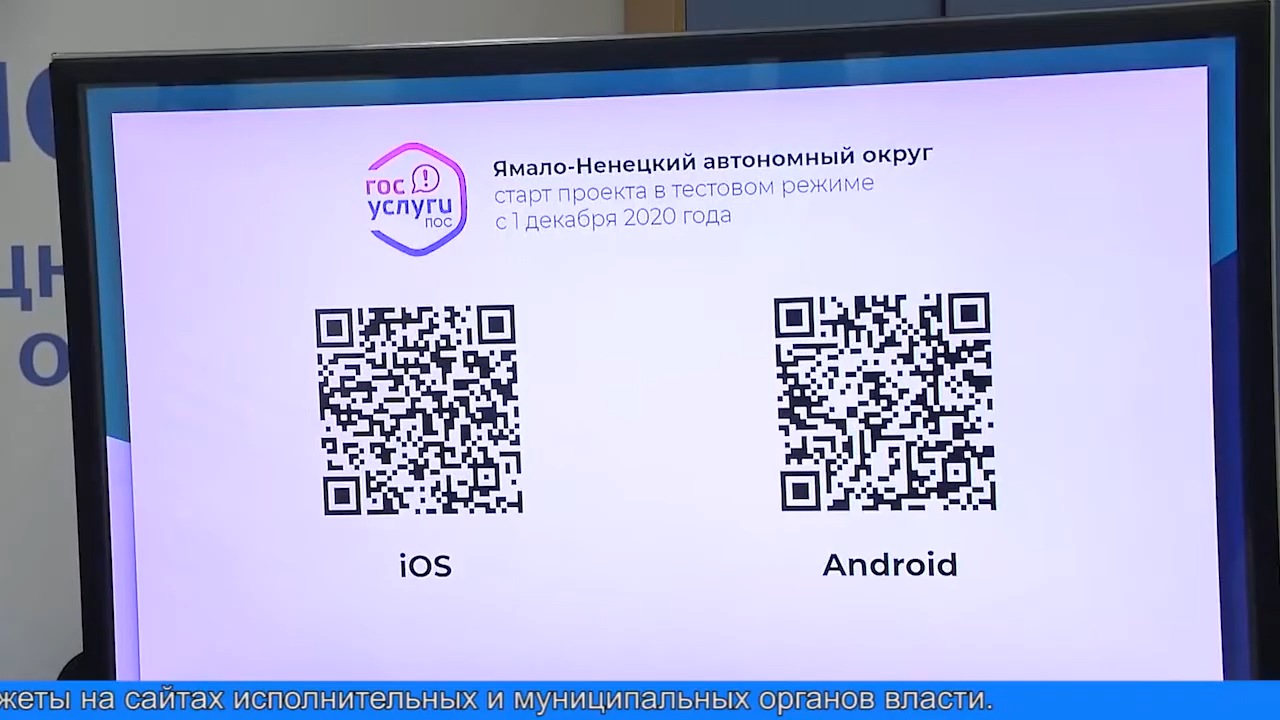 гос
услуги
пос
Ямало-Ненецкий автономный округ
старт проекта в тестовом режиме
с 1 декабря 2020 года
iOS
Android
на сайтах исполнительных и муниципальных органов власти.